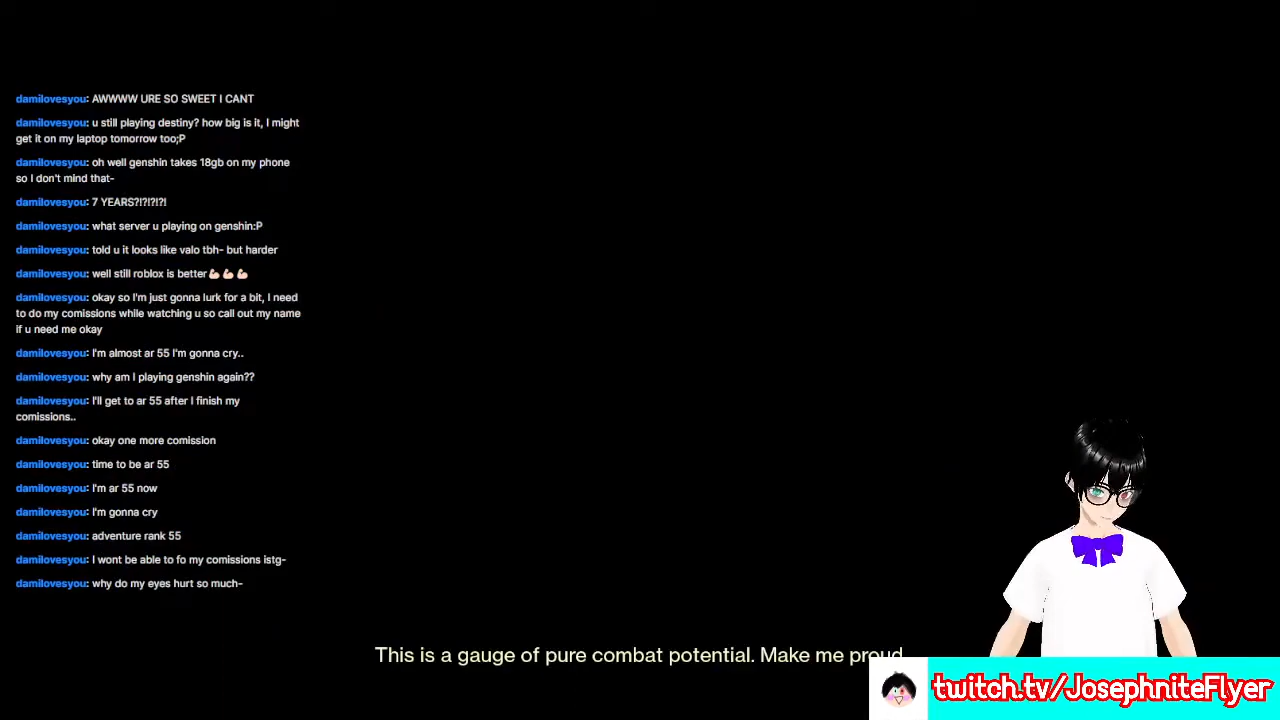 damilovesyou: AWWWW URE SO SWEET I CANT
damilovesyou: u still playing destiny? how big is it, I might
get it on my laptop tomorrow too;P
damilovesyou: oh well genshin takes 18gb on my phone
so I don't mind that-
damilovesyou: 7 YEARS?!?!?!?!
damilovesyou: what server u playing on genshin:P
damilovesyou: told u it looks like valo tbh- but harder
damilovesyou: well still roblox is better💪🏻💪🏻💪🏻
damilovesyou: okay so I'm just gonna lurk for a bit, I need
to do my comissions while watching u so call out my name
if u need me okay
damilovesyou: I'm almost ar 55 I'm gonna cry..
damilovesyou: why am I playing genshin again??
damilovesyou: I'll get to ar 55 after I finish my
comissions..
damilovesyou: okay one more comission
damilovesyou: time to be ar 55
damilovesyou: I'm ar 55 now
damilovesyou: I'm gonna cry
damilovesyou: adventure rank 55
damilovesyou: I wont be able to fo my comissions istg-
damilovesyou: why do my eyes hurt so much-
This is a gauge of pure combat potential. Make me proud.
twitch.tv/JosephniteFlyer